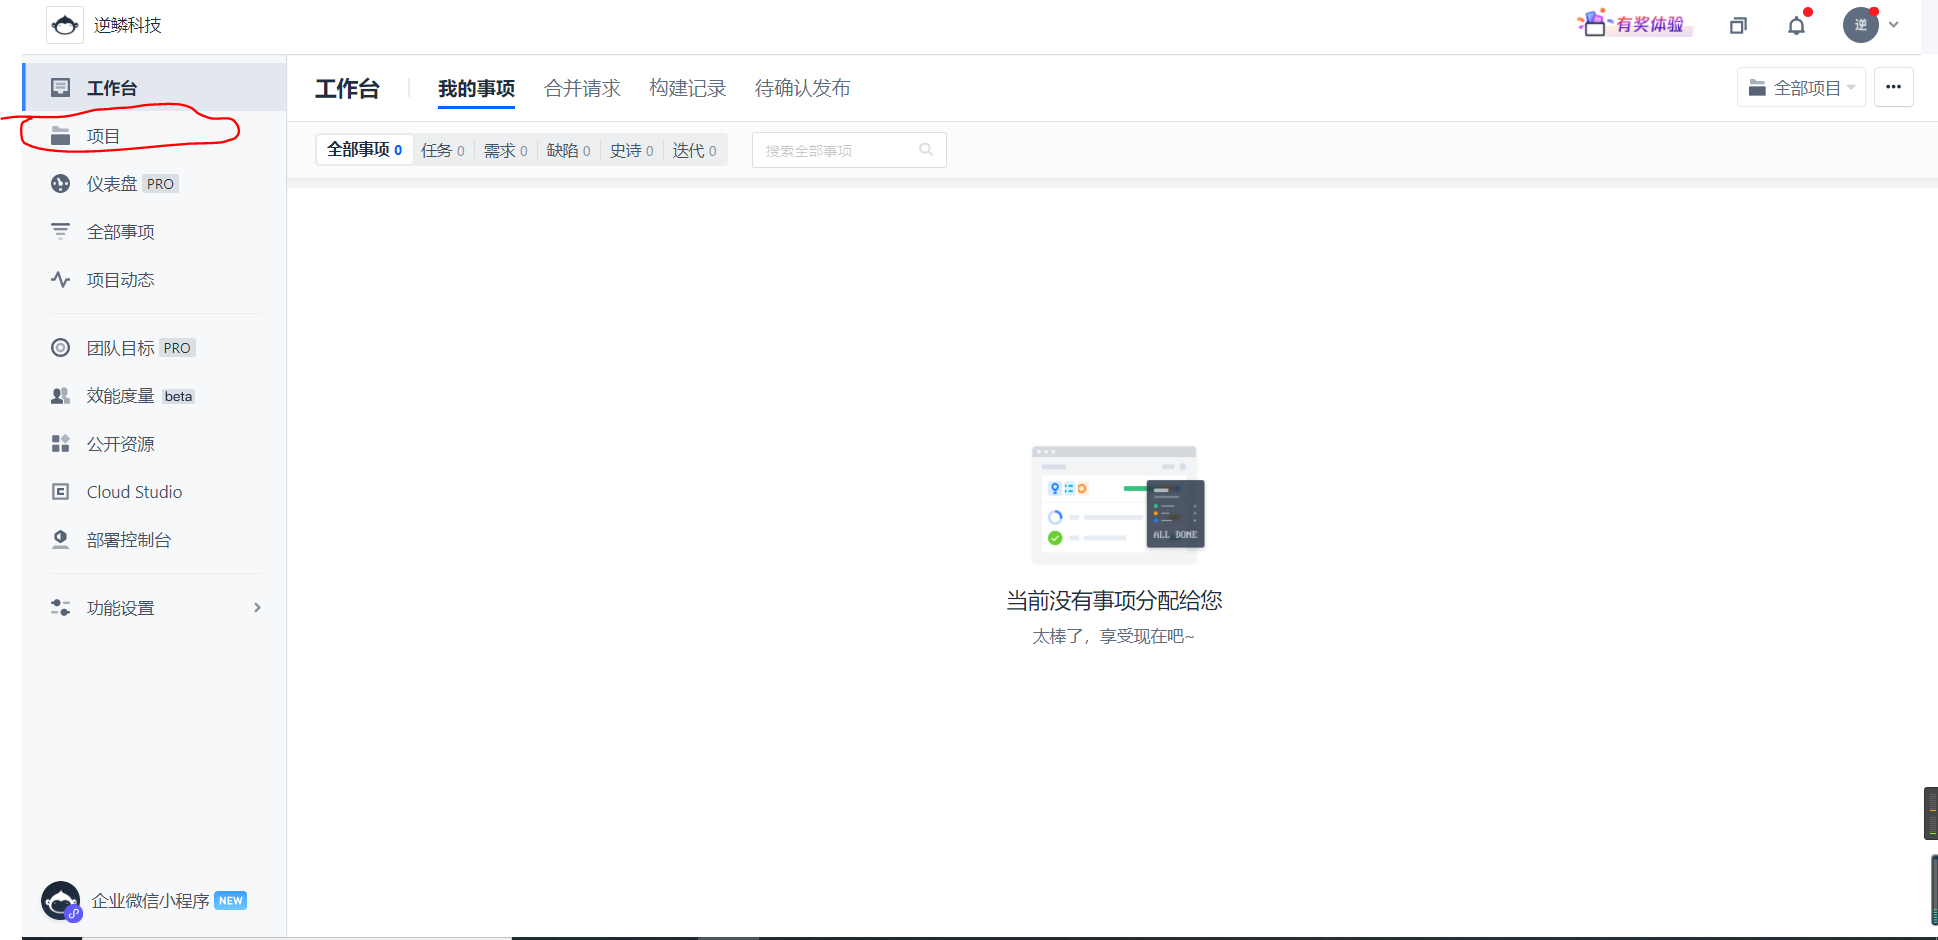 逆鳞科技
有奖体验
逆
工作台
项目
仪表盘 PRO
全部事项
项目动态
团队目标 PRO
效能度量 beta
公开资源
Cloud Studio
部署控制台
功能设置
企业微信小程序 NEW
工作台 我的事项 合并请求 构建记录 待确认发布
全部项目
全部事项 0 任务 0 需求 0 缺陷 0 史诗 0 迭代 0
搜索全部事项
ALL DONE
当前没有事项分配给您
太棒了，享受现在吧~